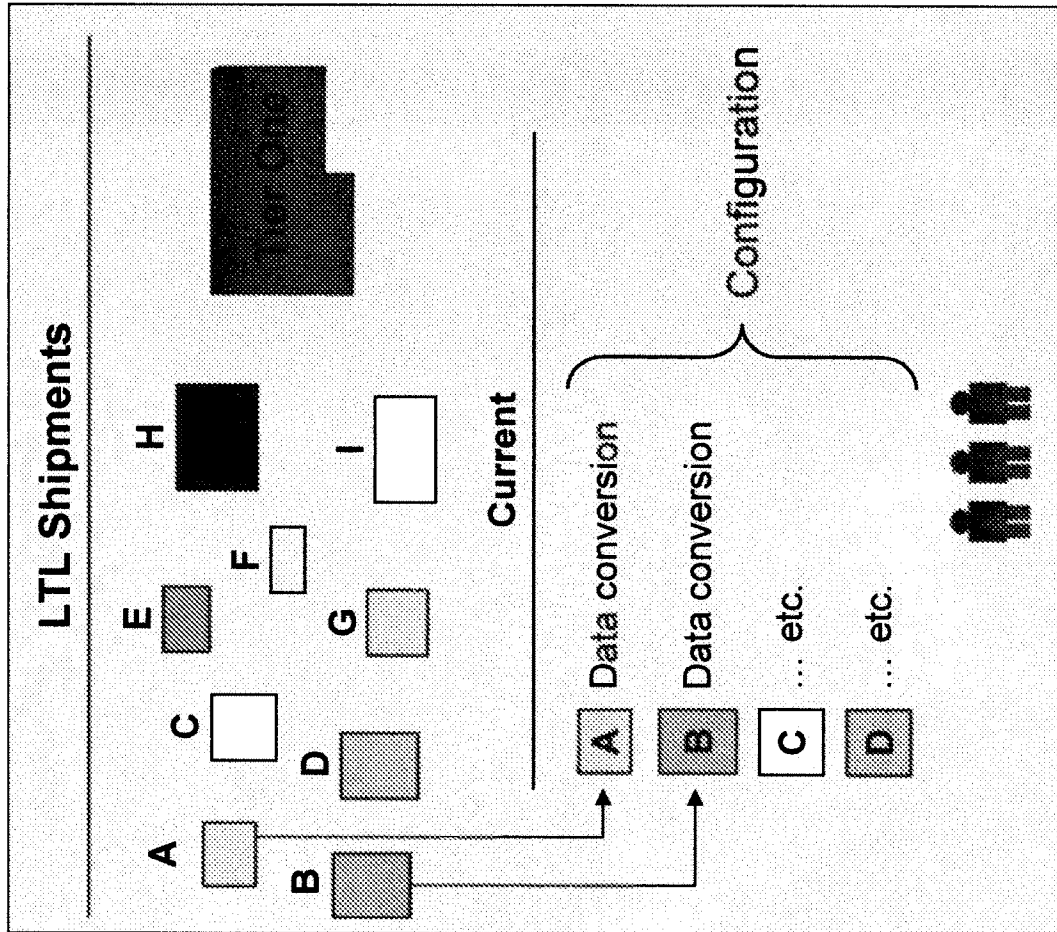 LTL Shipments
A
B
C
D
E
F
G
H
I
Tier One
Current
A Data conversion
B Data conversion
C ... etc.
D ... etc.
Configuration